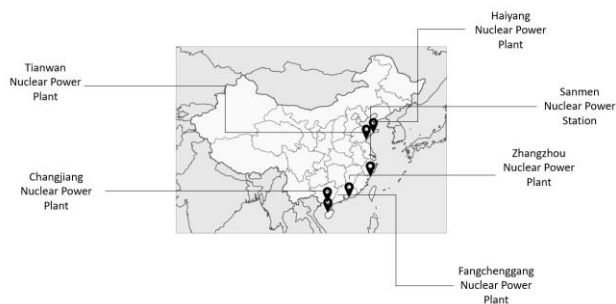 Haiyang
Nuclear Power
Plant
Tianwan
Nuclear Power
Plant
Sanmen
Nuclear Power
Station
Zhangzhou
Nuclear Power
Plant
Changjiang
Nuclear Power
Plant
Fangchenggang
Nuclear Power
Plant